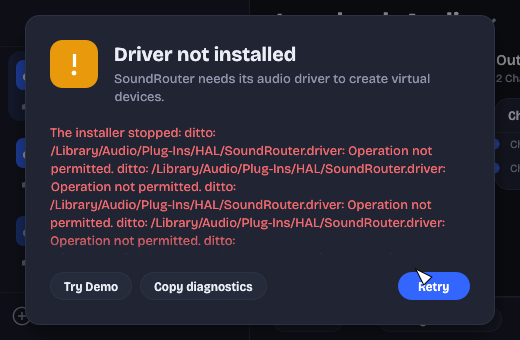 Driver not installed
SoundRouter needs its audio driver to create virtual
devices.
The installer stopped: ditto:
/Library/Audio/Plug-Ins/HAL/SoundRouter.driver: Operation not
permitted. ditto: /Library/Audio/Plug-Ins/HAL/SoundRouter.driver:
Operation not permitted. ditto:
/Library/Audio/Plug-Ins/HAL/SoundRouter.driver: Operation not
permitted. ditto: /Library/Audio/Plug-Ins/HAL/SoundRouter.driver:
Operation not permitted. ditto:
Try Demo
Copy diagnostics
Retry
2 Ch